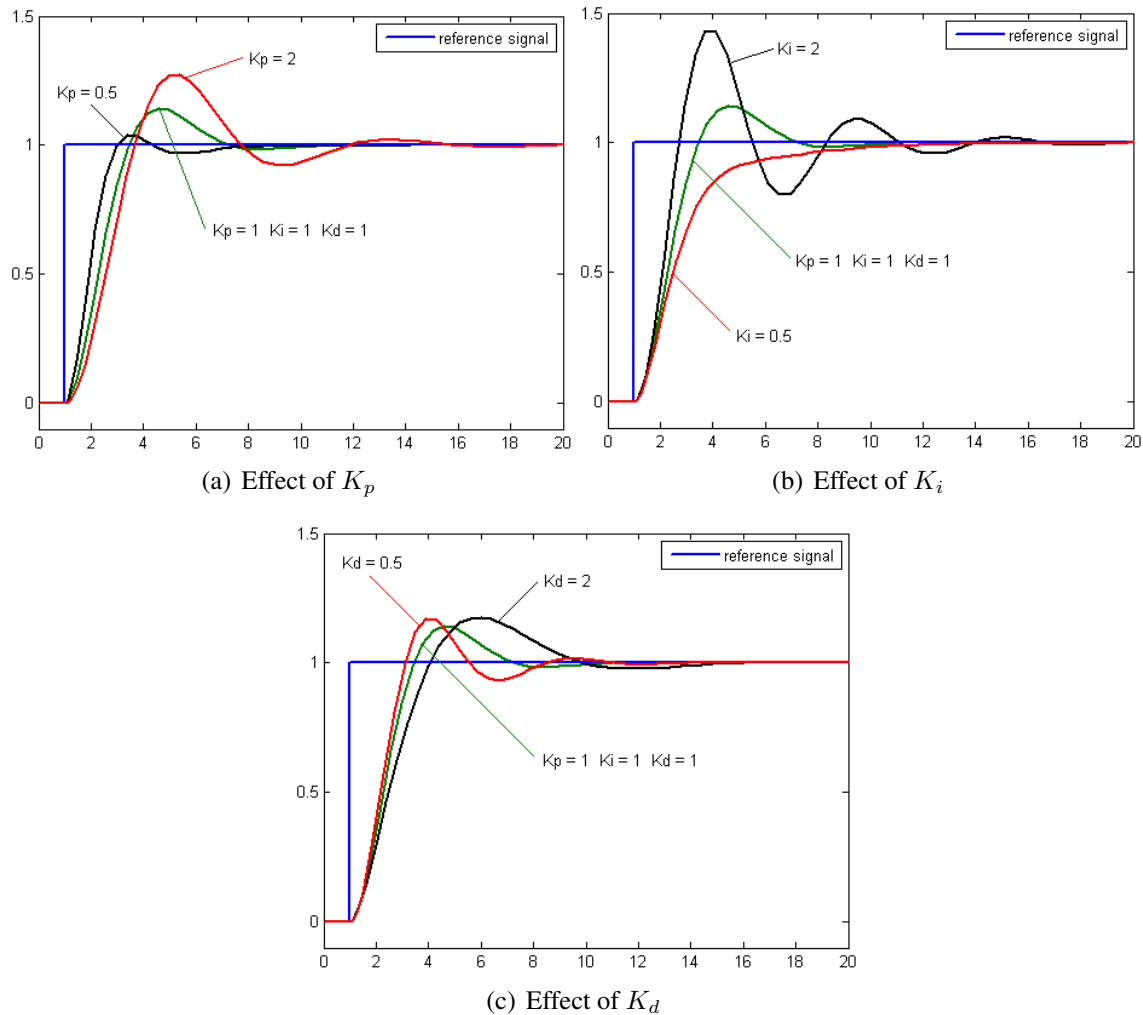 1.5
reference signal
Kp = 2
Kp = 0.5
1
Kp = 1 Ki = 1 Kd = 1
0.5
0
0 2 4 6 8 10 12 14 16 18 20
(a) Effect of Kp
1.5
reference signal
Ki = 2
1
Kp = 1 Ki = 1 Kd = 1
0.5
Ki = 0.5
0
0 2 4 6 8 10 12 14 16 18 20
(b) Effect of Ki
1.5
reference signal
Kd = 0.5
Kd = 2
1
Kp = 1 Ki = 1 Kd = 1
0.5
0
0 2 4 6 8 10 12 14 16 18 20
(c) Effect of Kd